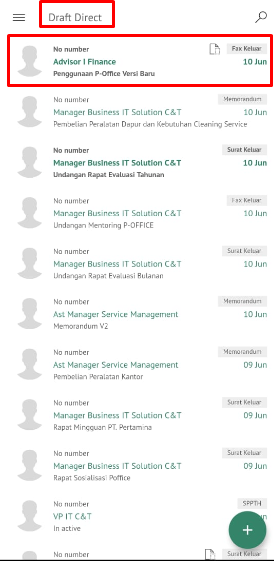 Draft Direct
No number Fax Keluar
Advisor I Finance 10 Jun
Penggunaan P-Office Versi Baru
No number Memorandum
Manager Business IT Solution C&T 10 Jun
Pembelian Peralatan Dapur dan Kebutuhan Cleaning Service
No number Surat Keluar
Manager Business IT Solution C&T 10 Jun
Undangan Rapat Evaluasi Tahunan
No number Fax Keluar
Manager Business IT Solution C&T 10 Jun
Undangan Mentoring P-OFFICE
No number Surat Keluar
Manager Business IT Solution C&T 10 Jun
Undangan Rapat Evaluasi Bulanan
No number Memorandum
Ast Manager Service Management 10 Jun
Memorandum V2
No number Memorandum
Ast Manager Service Management 09 Jun
Pembelian Peralatan Kantor
No number Surat Keluar
Manager Business IT Solution C&T 09 Jun
Rapat Mingguan PT. Pertamina
No number Surat Keluar
Manager Business IT Solution C&T 09 Jun
Rapat Sosialisasi Poffice
No number SPPTH
VP IT C&T Jun
In active
No number Surat Keluar